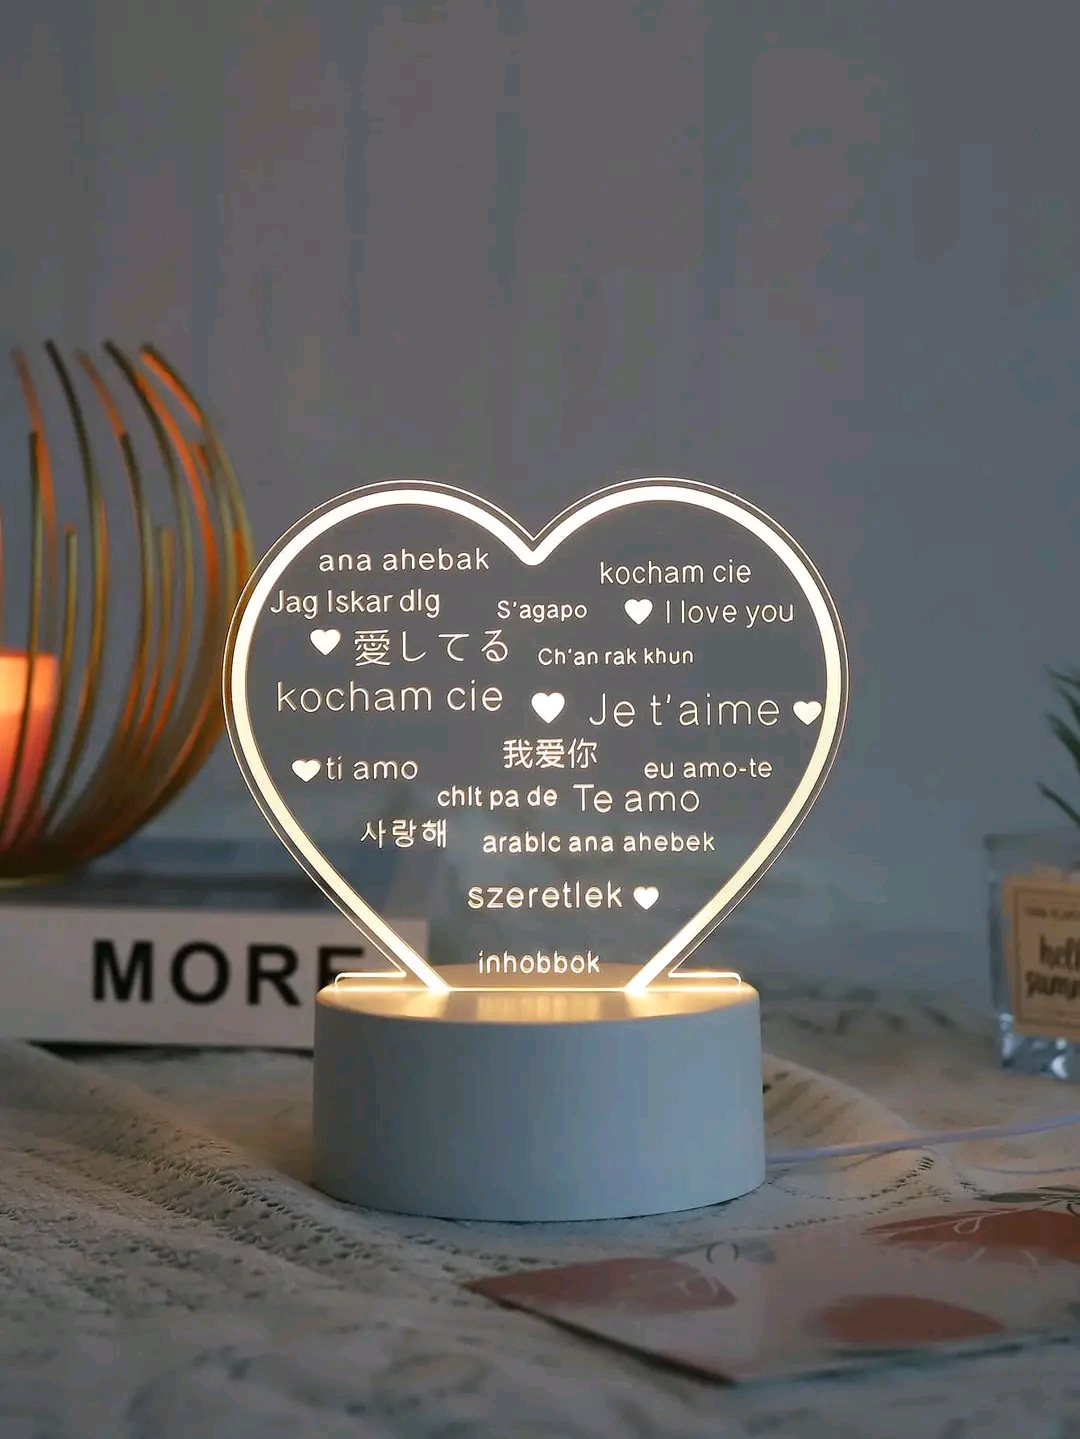 ana ahebak
kocham cie
Jag Iskar dig
S'agapo
I love you
愛してる
Ch'an rak khun
kocham cie
Je t'aime
我爱你
ti amo
eu amo-te
chit pa de
Te amo
사랑해
arabic ana ahebek
szeretlek
inhobbok
MORE
hello
summ